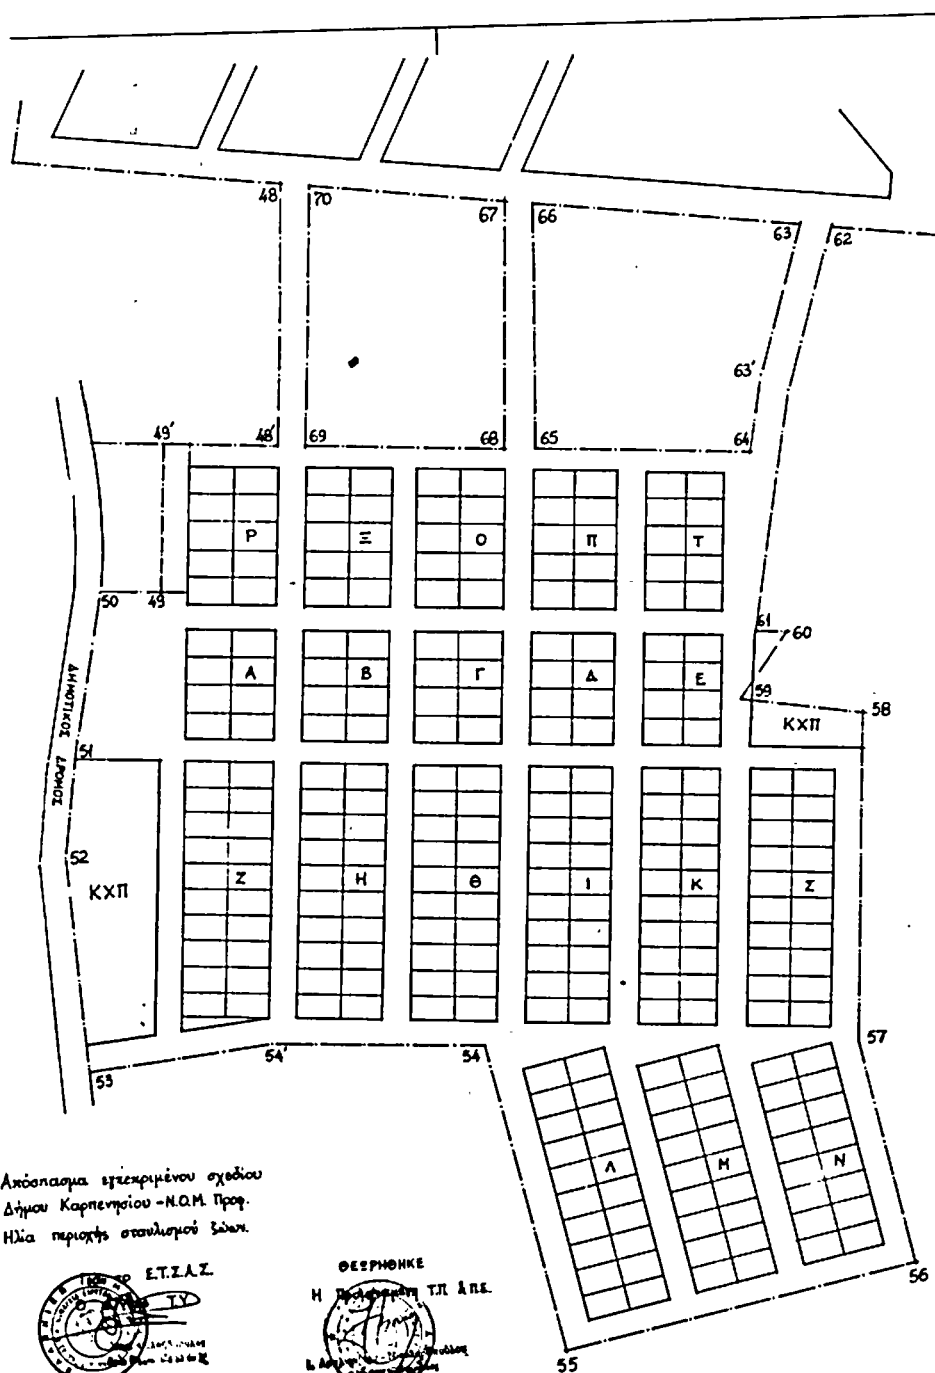 48 70 67 66 63 62
63'
49' 48' 69 68 65 64
Ρ Ξ Ο Π Τ
50 49
61 60
Α Β Γ Δ Ε
59 58
ΚΧΠ
ΔΗΜΟΤΙΚΟΣ ΔΡΟΜΟΣ
51
52
ΚΧΠ
Ζ Η Θ Ι Κ Σ
57
54' 54
53
Λ Μ Ν
56
55
Απόσπασμα εγκεκριμένου σχεδίου
Δήμου Καρπενησίου - Ν.Ο.Μ. Προφ.
Ηλία περιοχής σταυλισμού ζώων.
Ε.Τ.Σ.Α.Σ.
Τ.Υ.
ΘΕΩΡΗΘΗΚΕ
Η Προϊσταμένη Τ.Π. & Π.Ε.